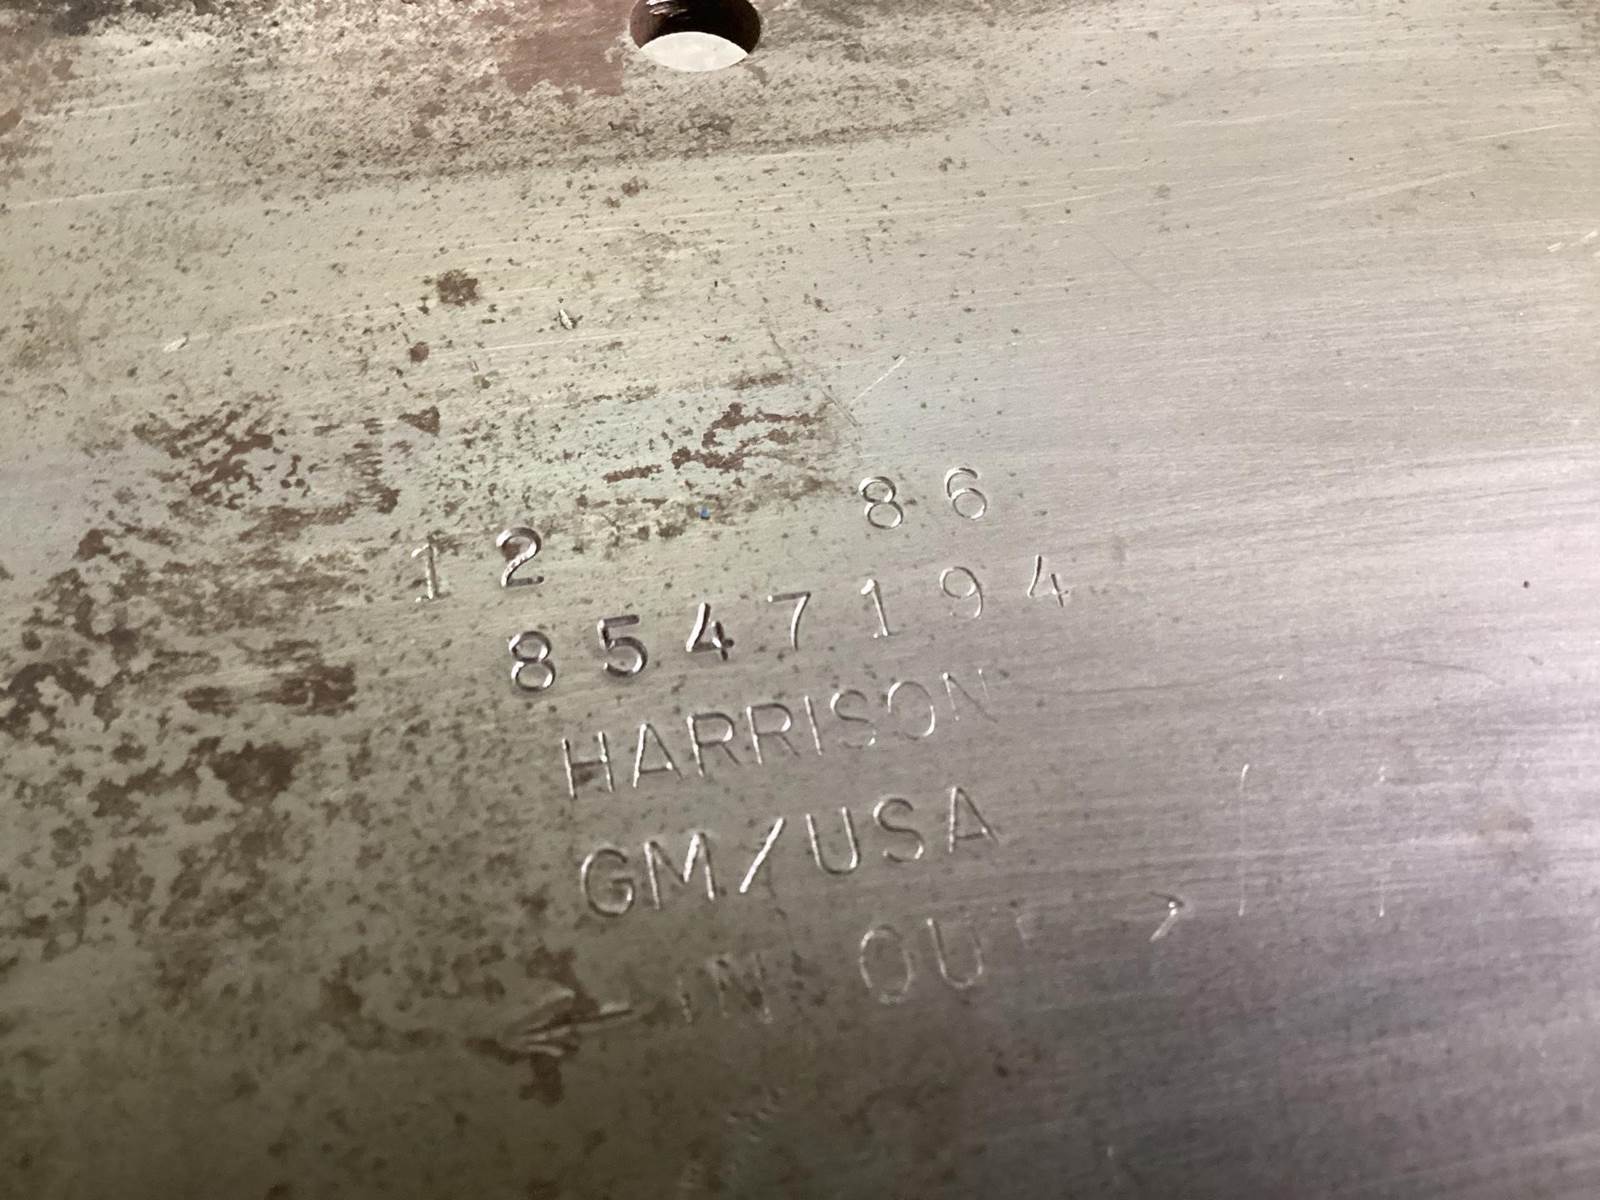 12 86
8547194
HARRISON
GM/USA
IN OUT